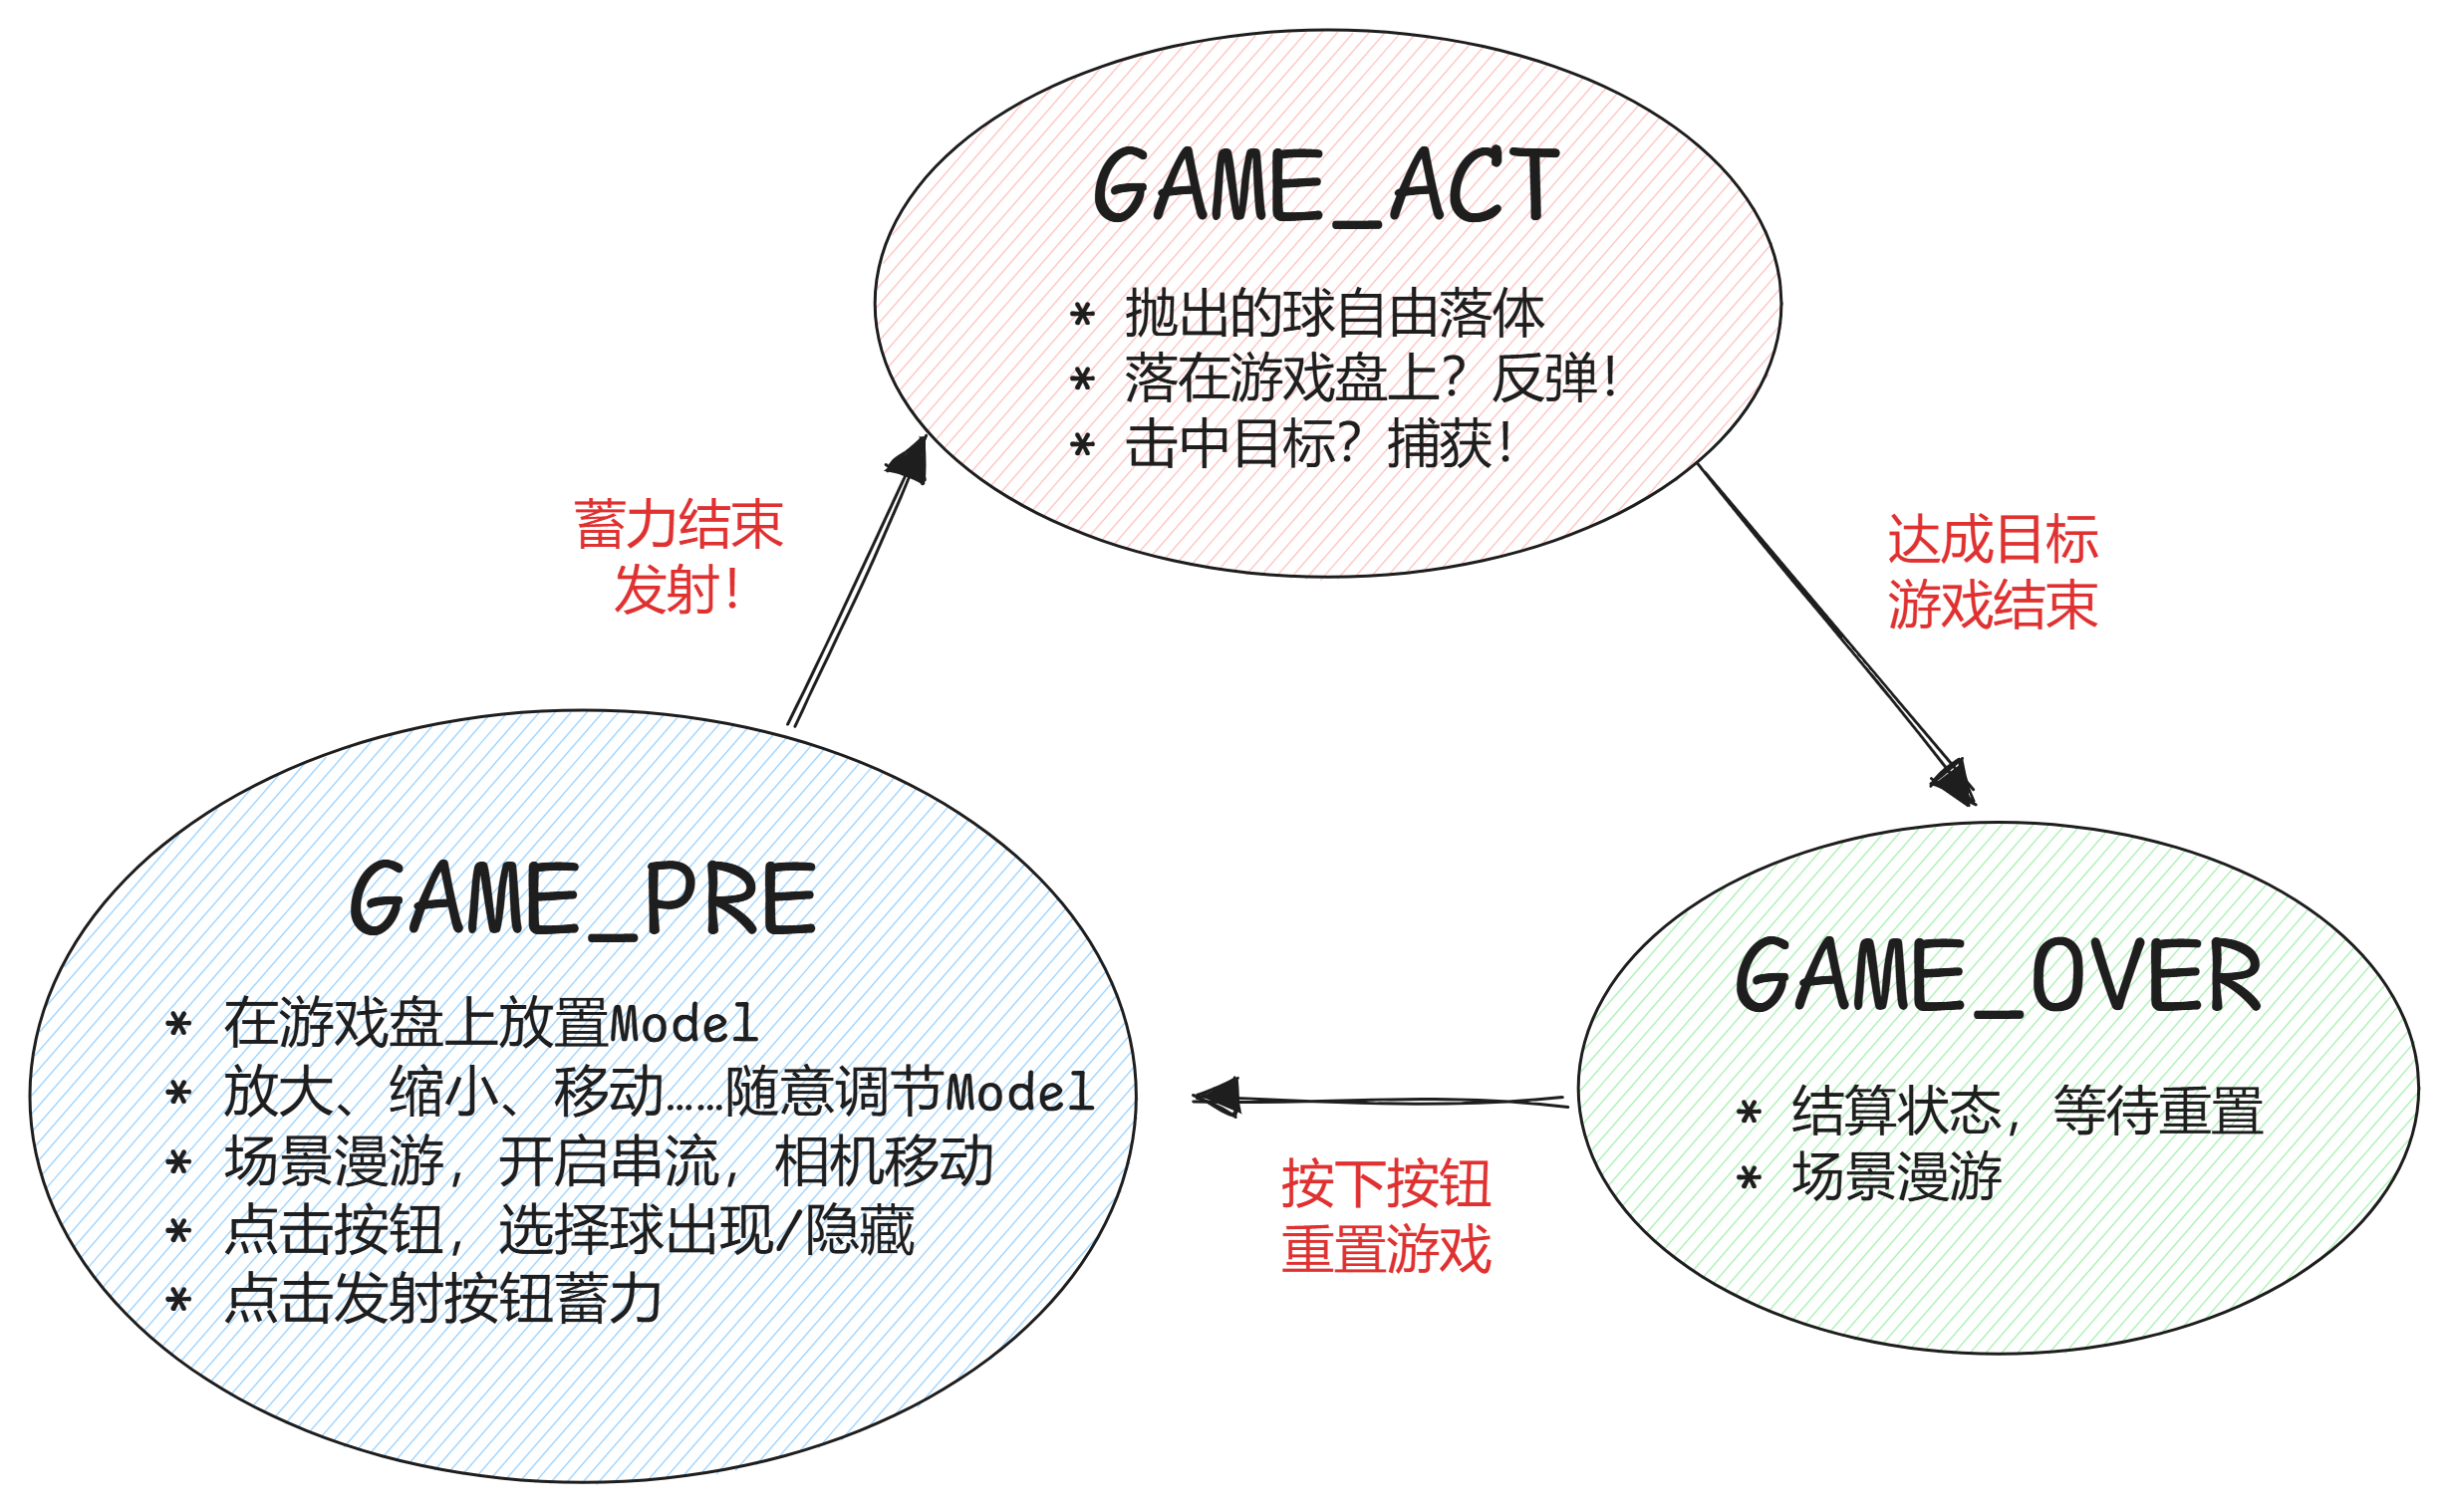 GAME_ACT
* 抛出的球自由落体
* 落在游戏盘上？反弹！
* 击中目标？捕获！
蓄力结束
发射！
达成目标
游戏结束
GAME_PRE
* 在游戏盘上放置Model
* 放大、缩小、移动……随意调节Model
* 场景漫游，开启串流，相机移动
* 点击按钮，选择球出现/隐藏
* 点击发射按钮蓄力
GAME_OVER
* 结算状态，等待重置
* 场景漫游
按下按钮
重置游戏